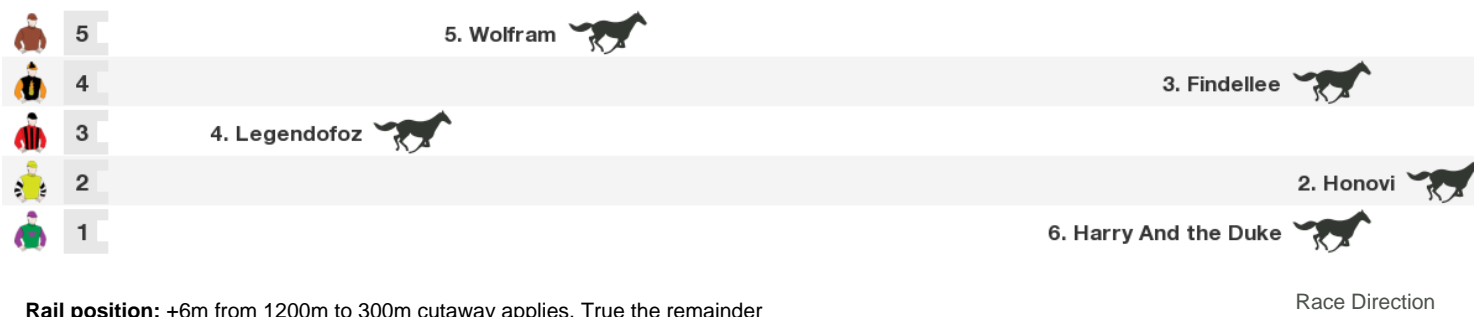 5 5. Wolfram
4 3. Findellee
3 4. Legendofoz
2 2. Honovi
1 6. Harry And the Duke
Rail position: +6m from 1200m to 300m cutaway applies. True the remainder
Race Direction